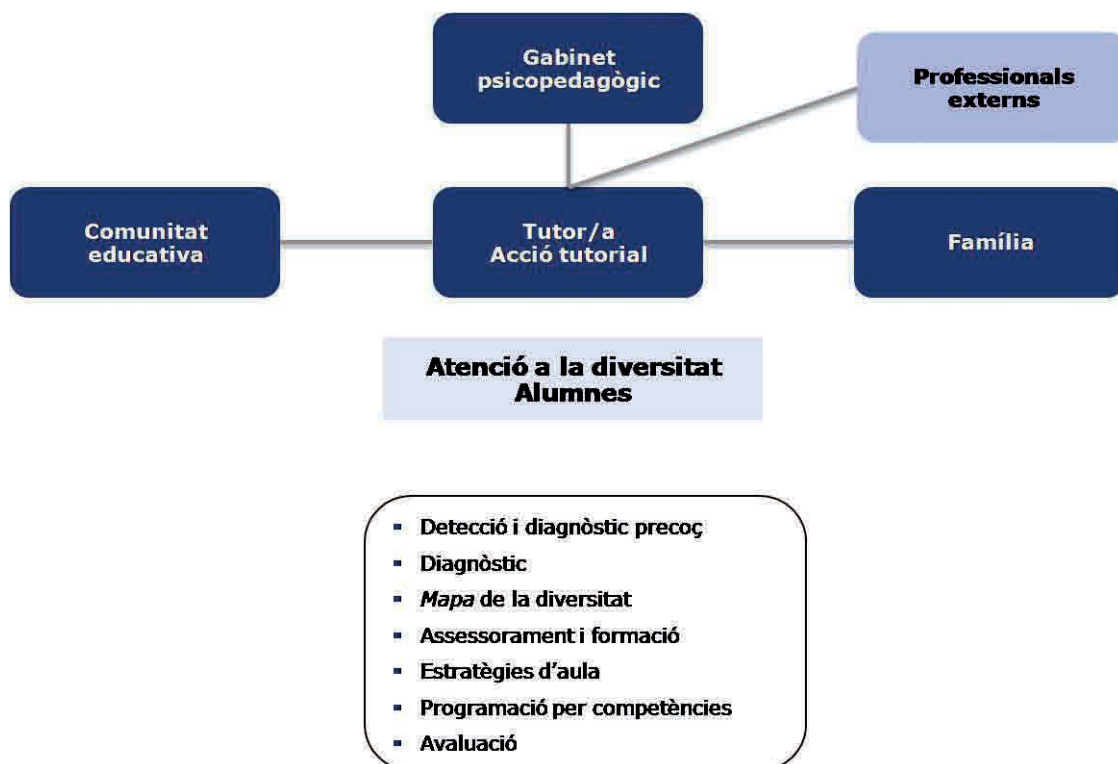 Gabinet
psicopedagògic
Professionals
externs
Comunitat
educativa
Tutor/a
Acció tutorial
Família
Atenció a la diversitat
Alumnes
▪ Detecció i diagnòstic precoç
▪ Diagnòstic
▪ Mapa de la diversitat
▪ Assessorament i formació
▪ Estratègies d'aula
▪ Programació per competències
▪ Avaluació